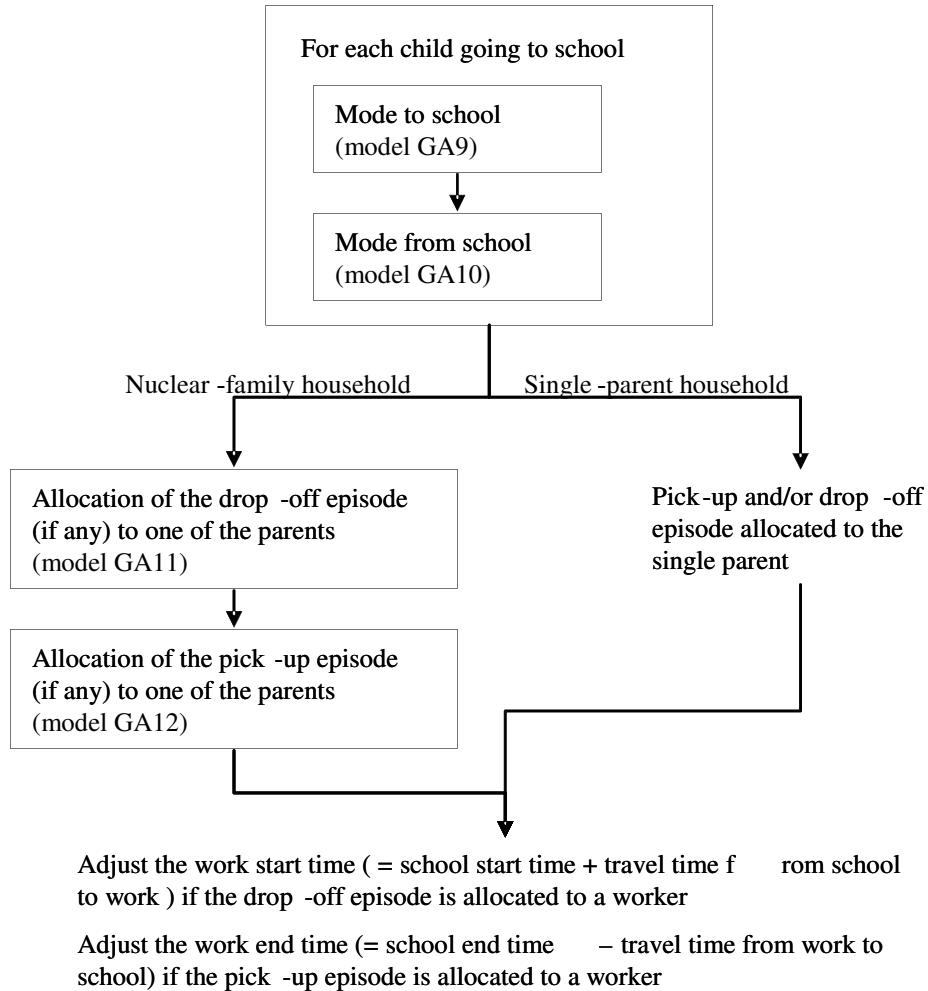 For each child going to school
Mode to school
(model GA9)
Mode from school
(model GA10)
Nuclear -family household
Single -parent household
Allocation of the drop -off episode
(if any) to one of the parents
(model GA11)
Pick-up and/or drop -off
episode allocated to the
single parent
Allocation of the pick -up episode
(if any) to one of the parents
(model GA12)
Adjust the work start time ( = school start time + travel time f rom school
to work ) if the drop -off episode is allocated to a worker
Adjust the work end time (= school end time – travel time from work to
school) if the pick -up episode is allocated to a worker